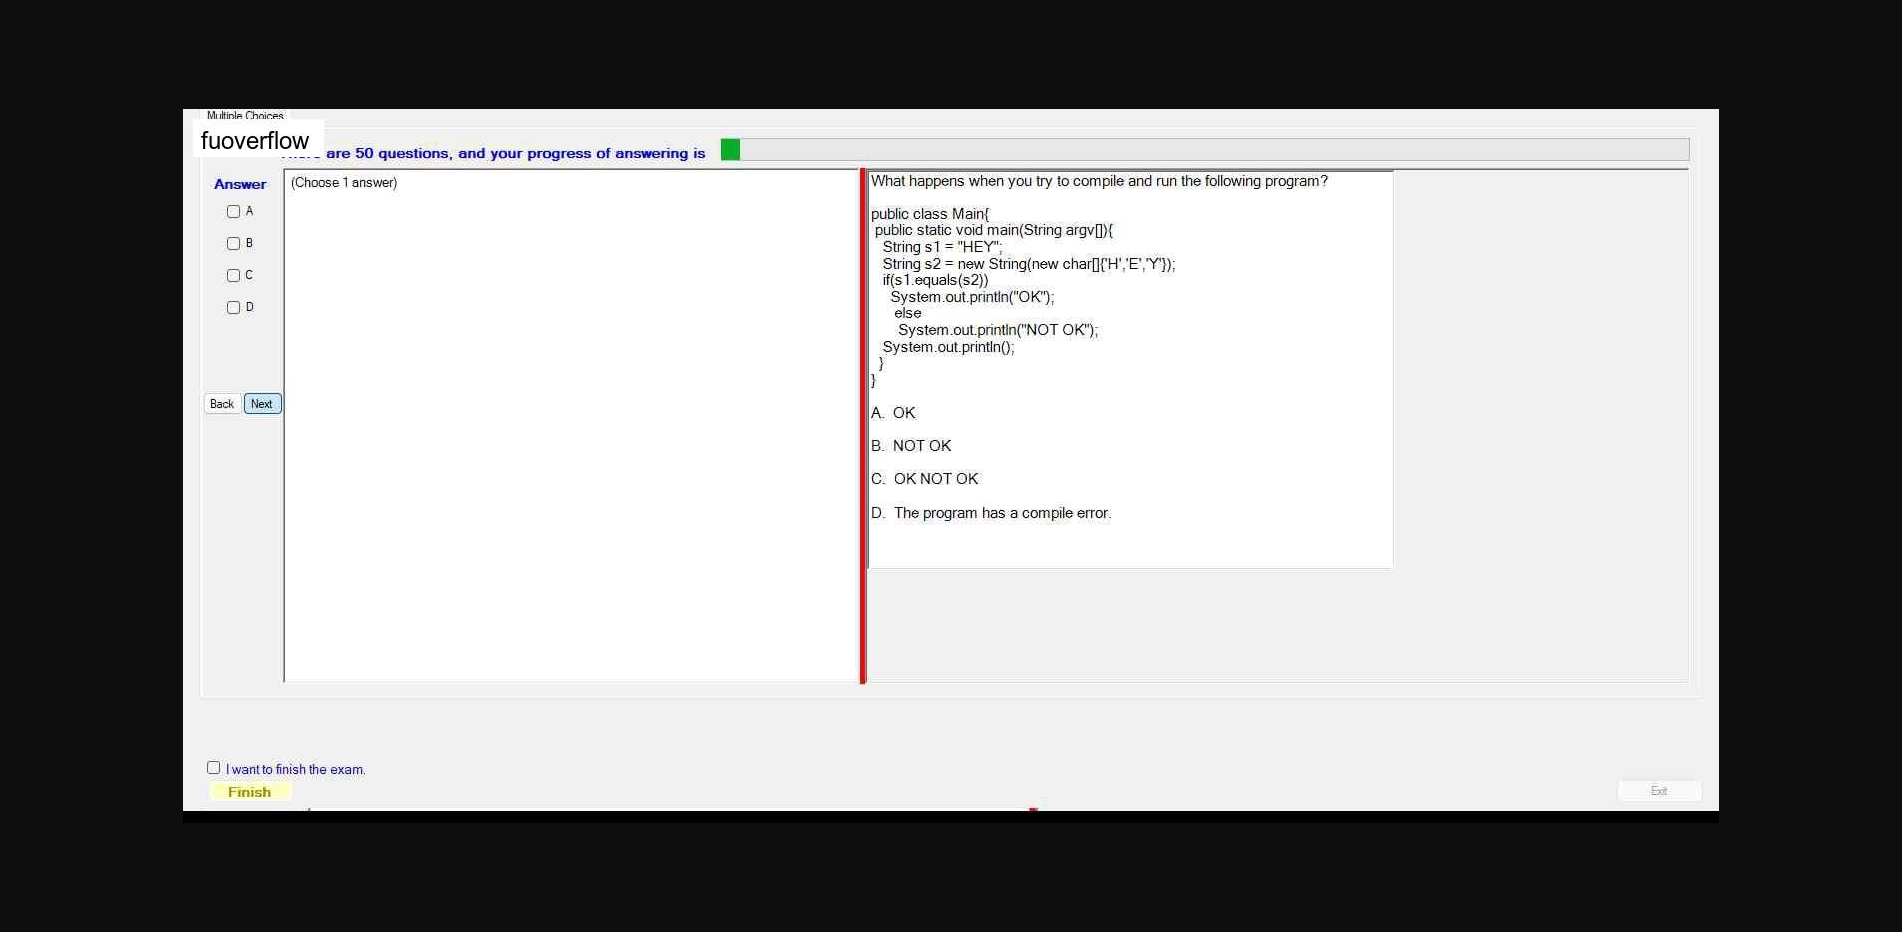 Multiple Choices
fuoverflow
are 50 questions, and your progress of answering is
Answer
(Choose 1 answer)
A
B
C
D
Back Next
What happens when you try to compile and run the following program?
public class Main{
public static void main(String argv[]){
String s1 = "HEY";
String s2 = new String(new char[]{'H','E','Y'});
if(s1.equals(s2))
System.out.println("OK");
else
System.out.println("NOT OK");
System.out.println();
}
}
A. OK
B. NOT OK
C. OK NOT OK
D. The program has a compile error.
I want to finish the exam.
Finish
Exit